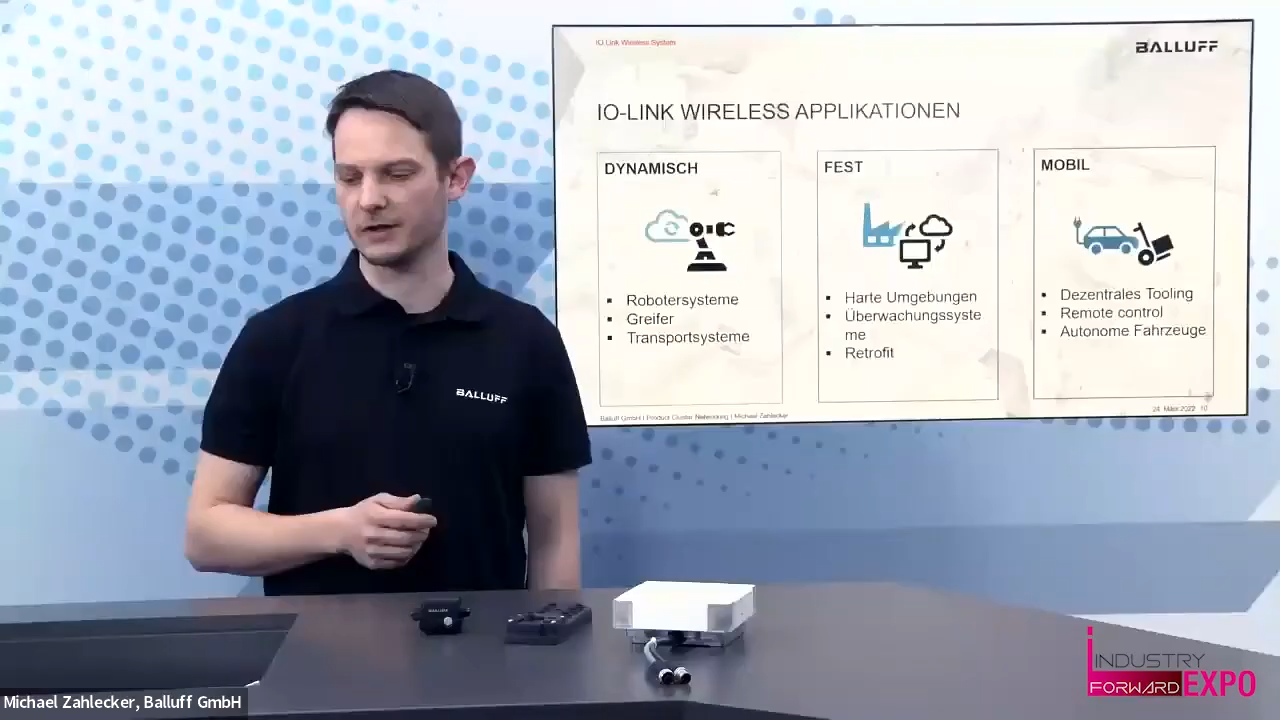 IO Link Wireless System
BALLUFF
IO-LINK WIRELESS APPLIKATIONEN
DYNAMISCH
Robotersysteme
Greifer
Transportsysteme
FEST
Harte Umgebungen
Überwachungssyste
me
Retrofit
MOBIL
Dezentrales Tooling
Remote control
Autonome Fahrzeuge
Balluff GmbH | Product Cluster Networking | Michael Zahlecker
24. März 2022 10
BALLUFF
BALLUFF
INDUSTRY
FORWARD EXPO
Michael Zahlecker, Balluff GmbH